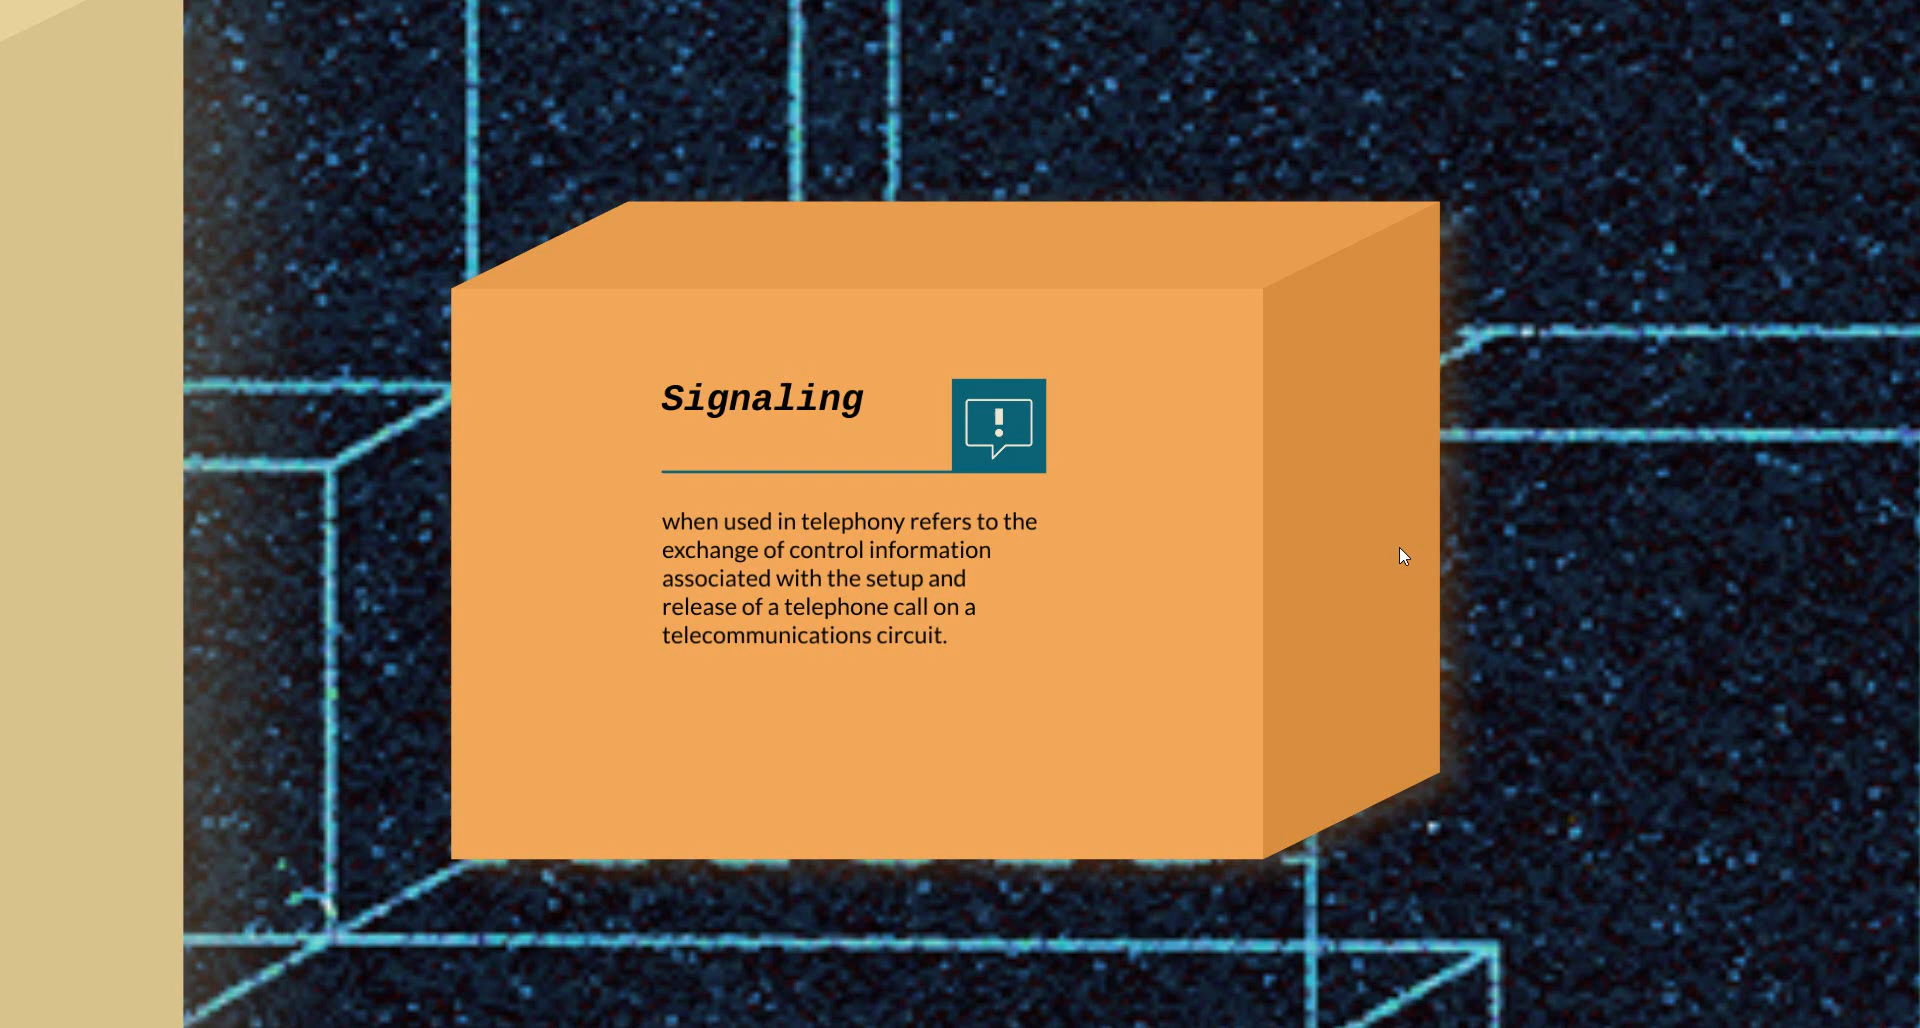 Signaling
when used in telephony refers to the
exchange of control information
associated with the setup and
release of a telephone call on a
telecommunications circuit.